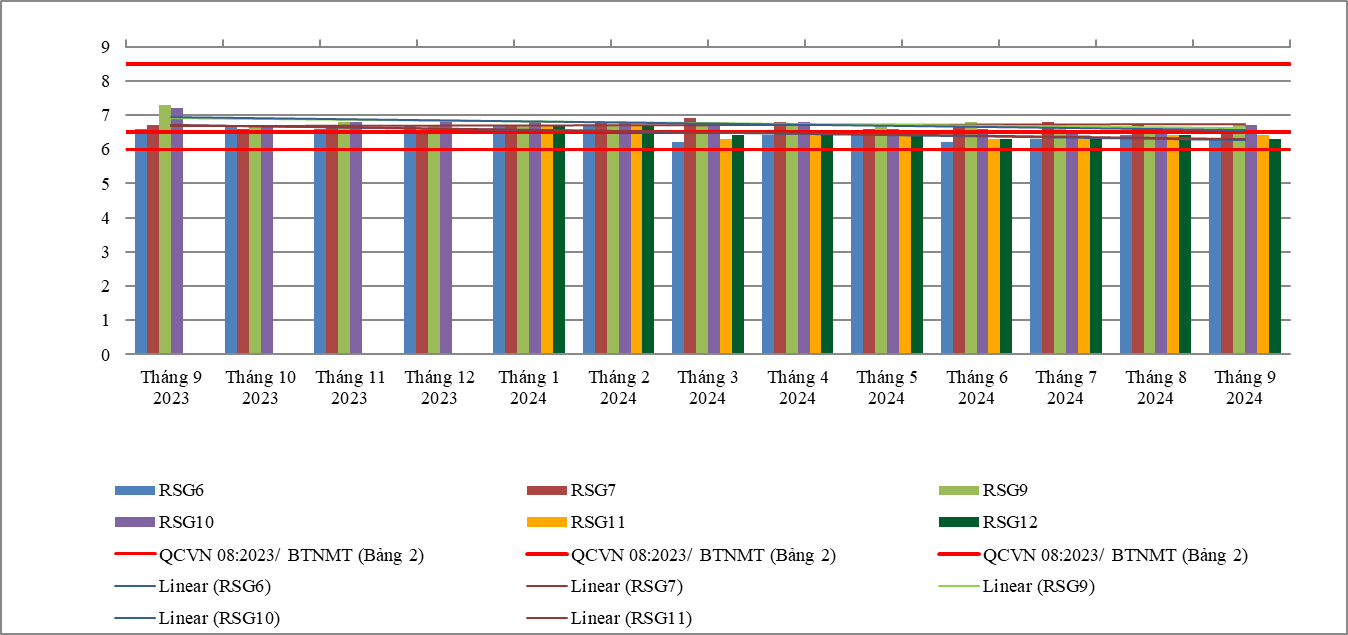 9
8
7
6
5
4
3
2
1
0
Tháng 9 2023
Tháng 10 2023
Tháng 11 2023
Tháng 12 2023
Tháng 1 2024
Tháng 2 2024
Tháng 3 2024
Tháng 4 2024
Tháng 5 2024
Tháng 6 2024
Tháng 7 2024
Tháng 8 2024
Tháng 9 2024
RSG6 RSG7 RSG9
RSG10 RSG11 RSG12
QCVN 08:2023/ BTNMT (Bảng 2) QCVN 08:2023/ BTNMT (Bảng 2) QCVN 08:2023/ BTNMT (Bảng 2)
Linear (RSG6) Linear (RSG7) Linear (RSG9)
Linear (RSG10) Linear (RSG11)